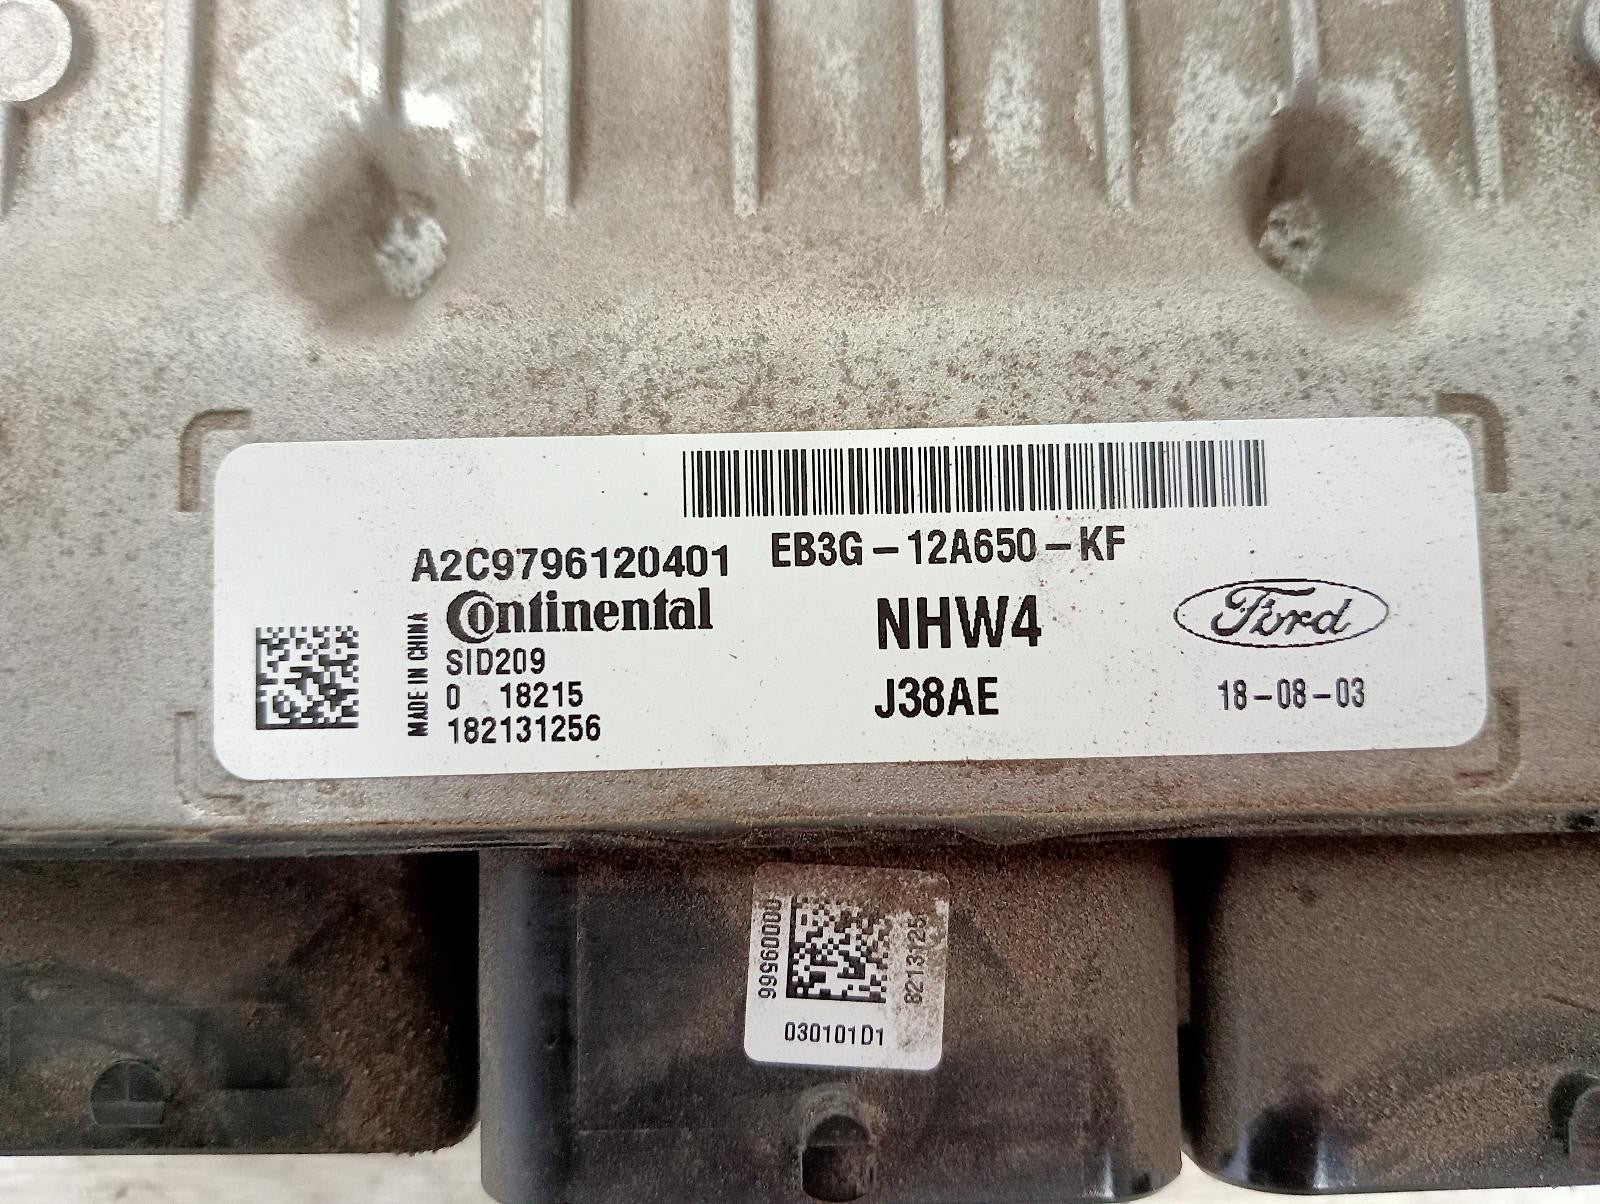 EB3G-12A650-KF
A2C9796120401
Continental
MADE IN CHINA
NHW4
Ford
SID209
0 18215
J38AE
18-08-03
182131256
030101D1